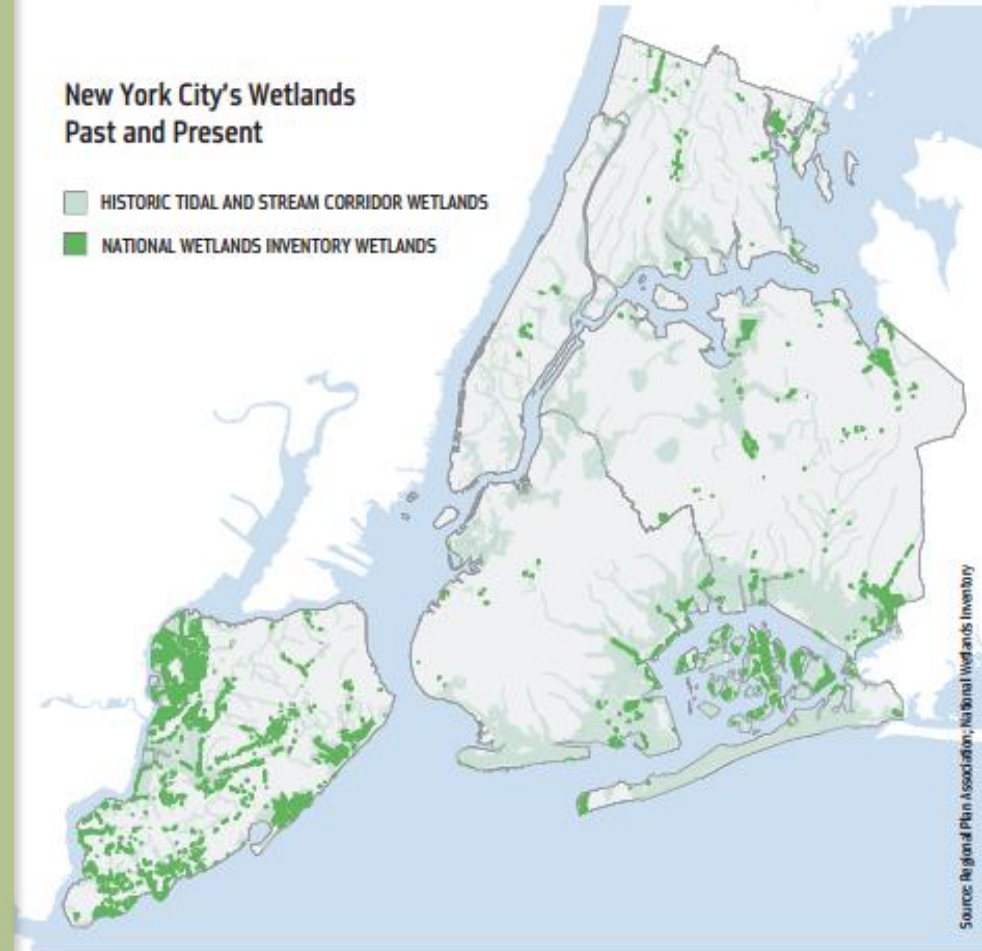 New York City's Wetlands
Past and Present
HISTORIC TIDAL AND STREAM CORRIDOR WETLANDS
NATIONAL WETLANDS INVENTORY WETLANDS
Source: Regional Plan Association; National Wetlands Inventory